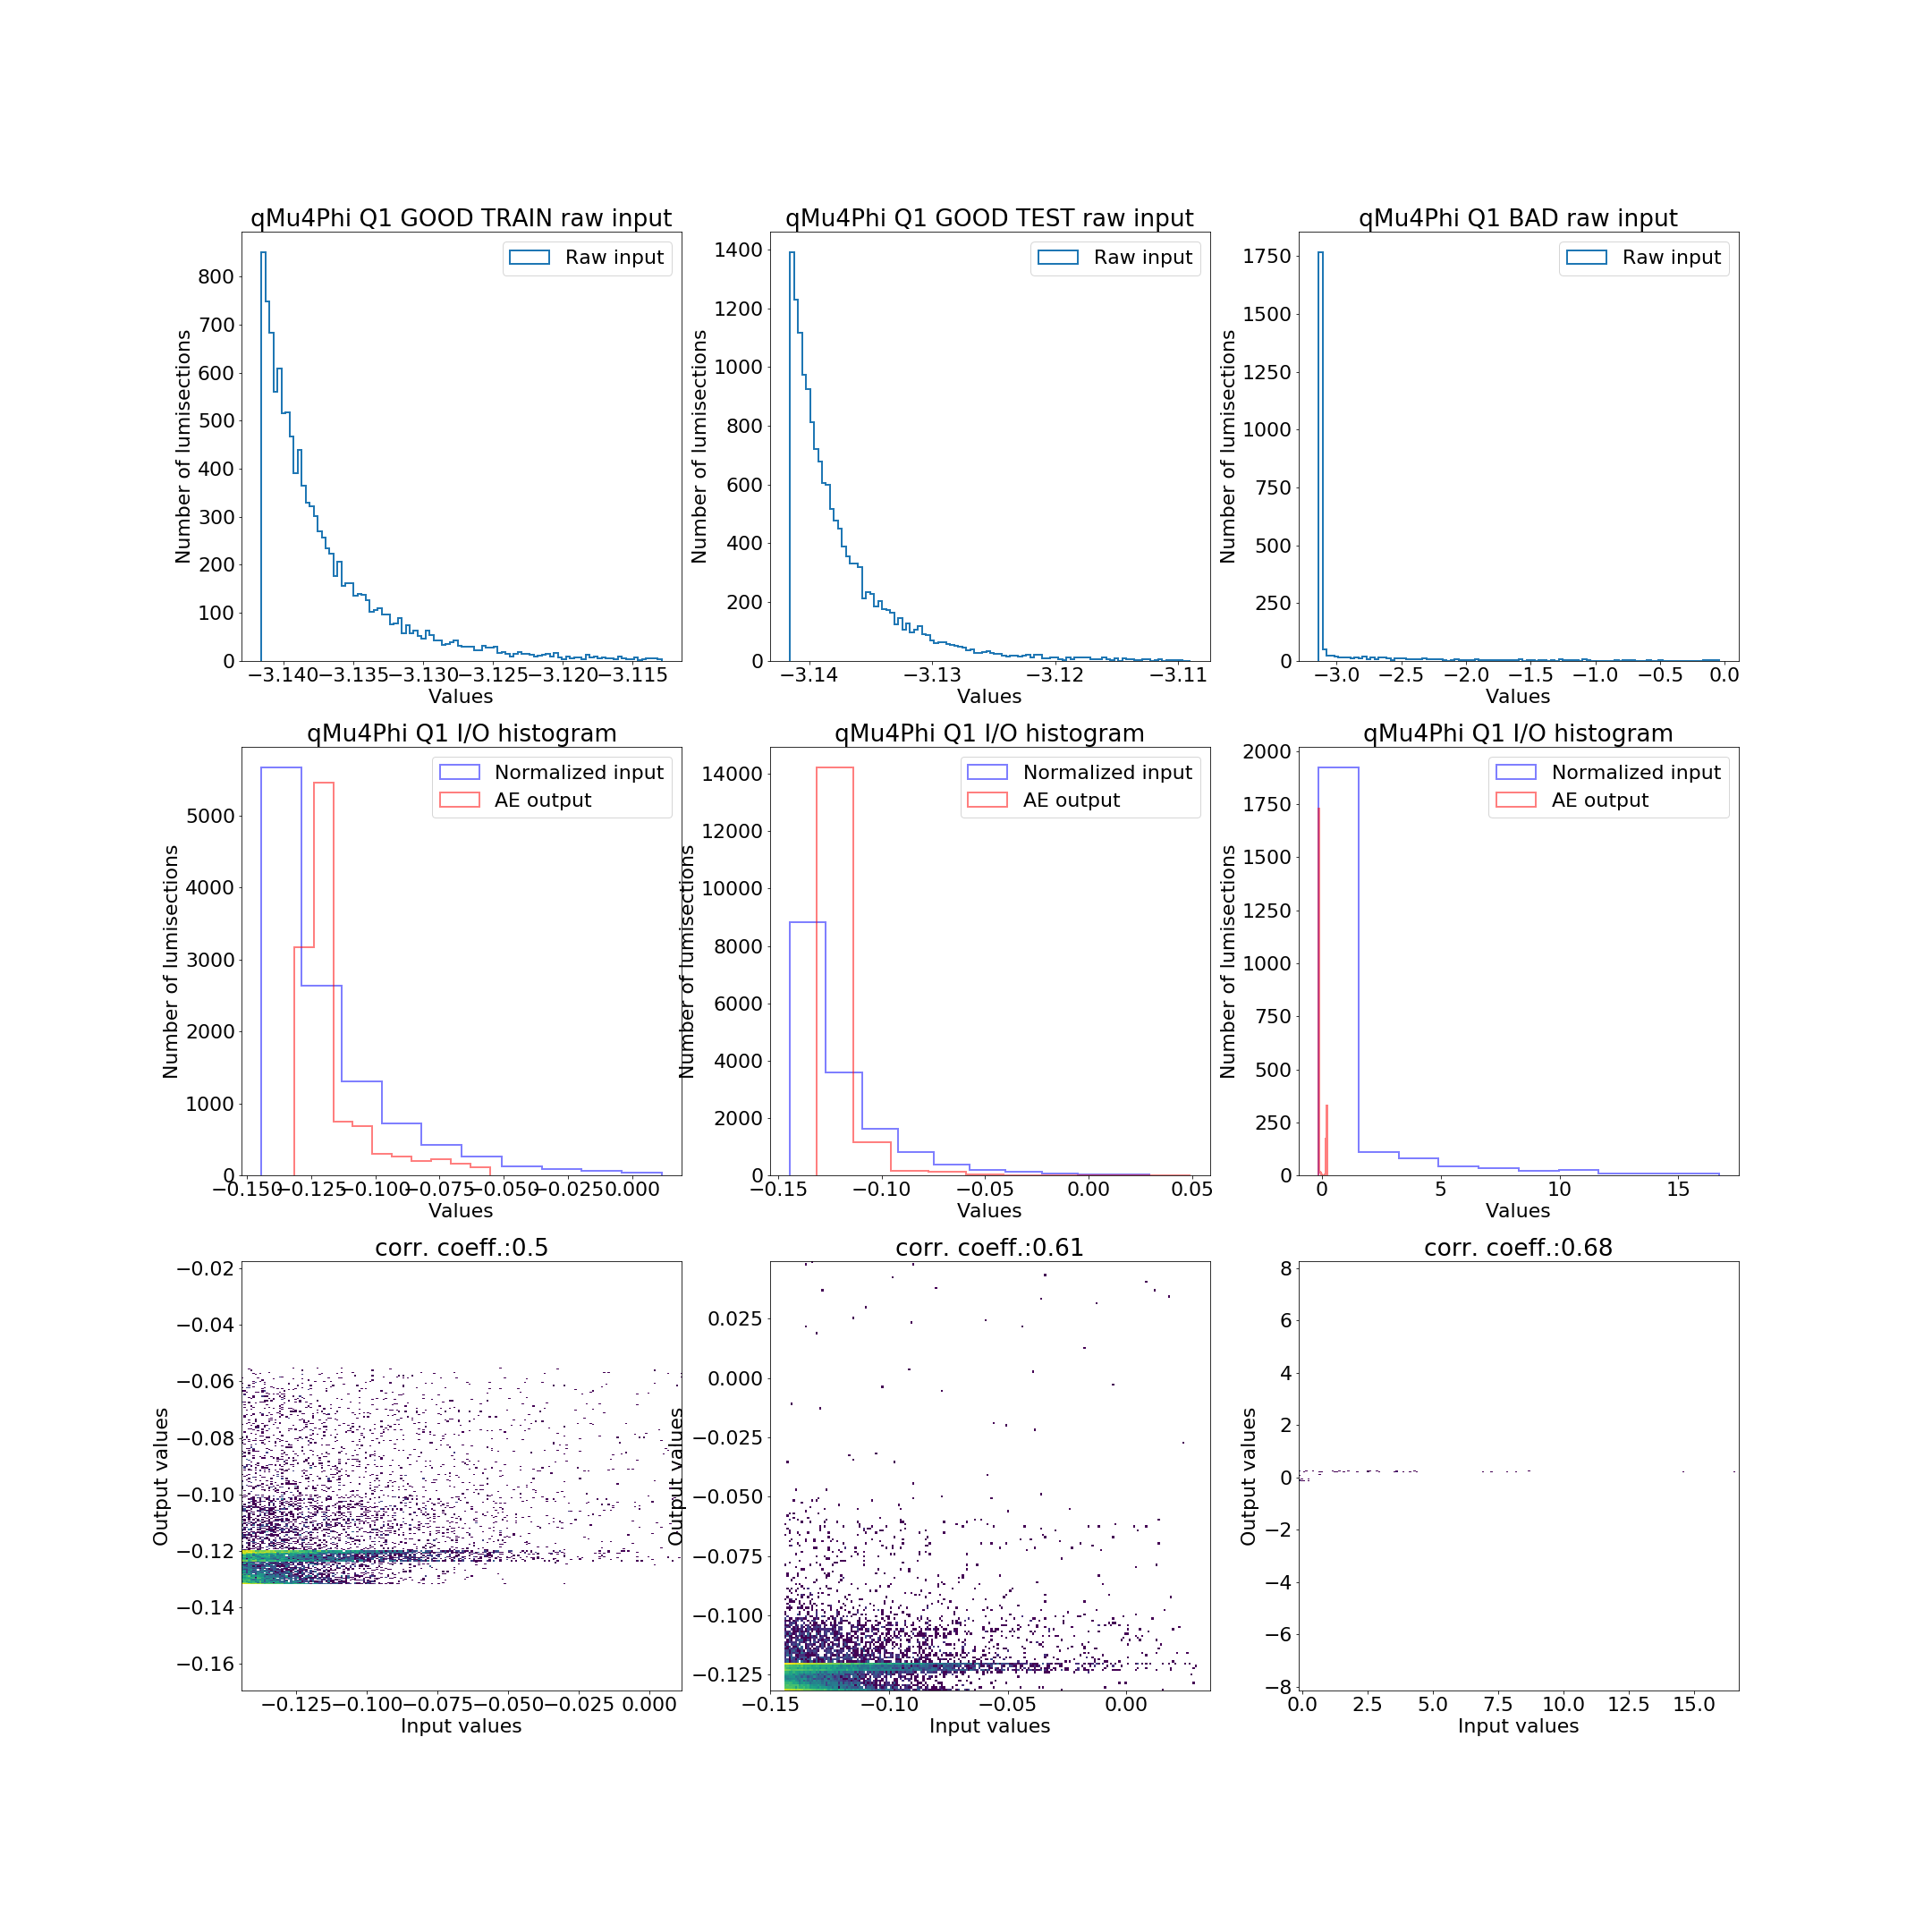 qMu4Phi Q1 GOOD TRAIN raw input
Raw input
Number of lumisections
800
700
600
500
400
300
200
100
0
−3.140 −3.135 −3.130 −3.125 −3.120 −3.115
Values
qMu4Phi Q1 GOOD TEST raw input
Raw input
Number of lumisections
1400
1200
1000
800
600
400
200
0
−3.14 −3.13 −3.12 −3.11
Values
qMu4Phi Q1 BAD raw input
Raw input
Number of lumisections
1750
1500
1250
1000
750
500
250
0
−3.0 −2.5 −2.0 −1.5 −1.0 −0.5 0.0
Values
qMu4Phi Q1 I/O histogram
Normalized input
AE output
Number of lumisections
5000
4000
3000
2000
1000
0
−0.150 −0.125 −0.100 −0.075 −0.050 −0.025 0.000
Values
qMu4Phi Q1 I/O histogram
Normalized input
AE output
Number of lumisections
14000
12000
10000
8000
6000
4000
2000
0
−0.15 −0.10 −0.05 0.00 0.05
Values
qMu4Phi Q1 I/O histogram
Normalized input
AE output
Number of lumisections
2000
1750
1500
1250
1000
750
500
250
0
0 5 10 15
Values
corr. coeff.:0.5
Output values
−0.02
−0.04
−0.06
−0.08
−0.10
−0.12
−0.14
−0.16
−0.125 −0.100 −0.075 −0.050 −0.025 0.000
Input values
corr. coeff.:0.61
Output values
0.025
0.000
−0.025
−0.050
−0.075
−0.100
−0.125
−0.15 −0.10 −0.05 0.00
Input values
corr. coeff.:0.68
Output values
8
6
4
2
0
−2
−4
−6
−8
0.0 2.5 5.0 7.5 10.0 12.5 15.0
Input values